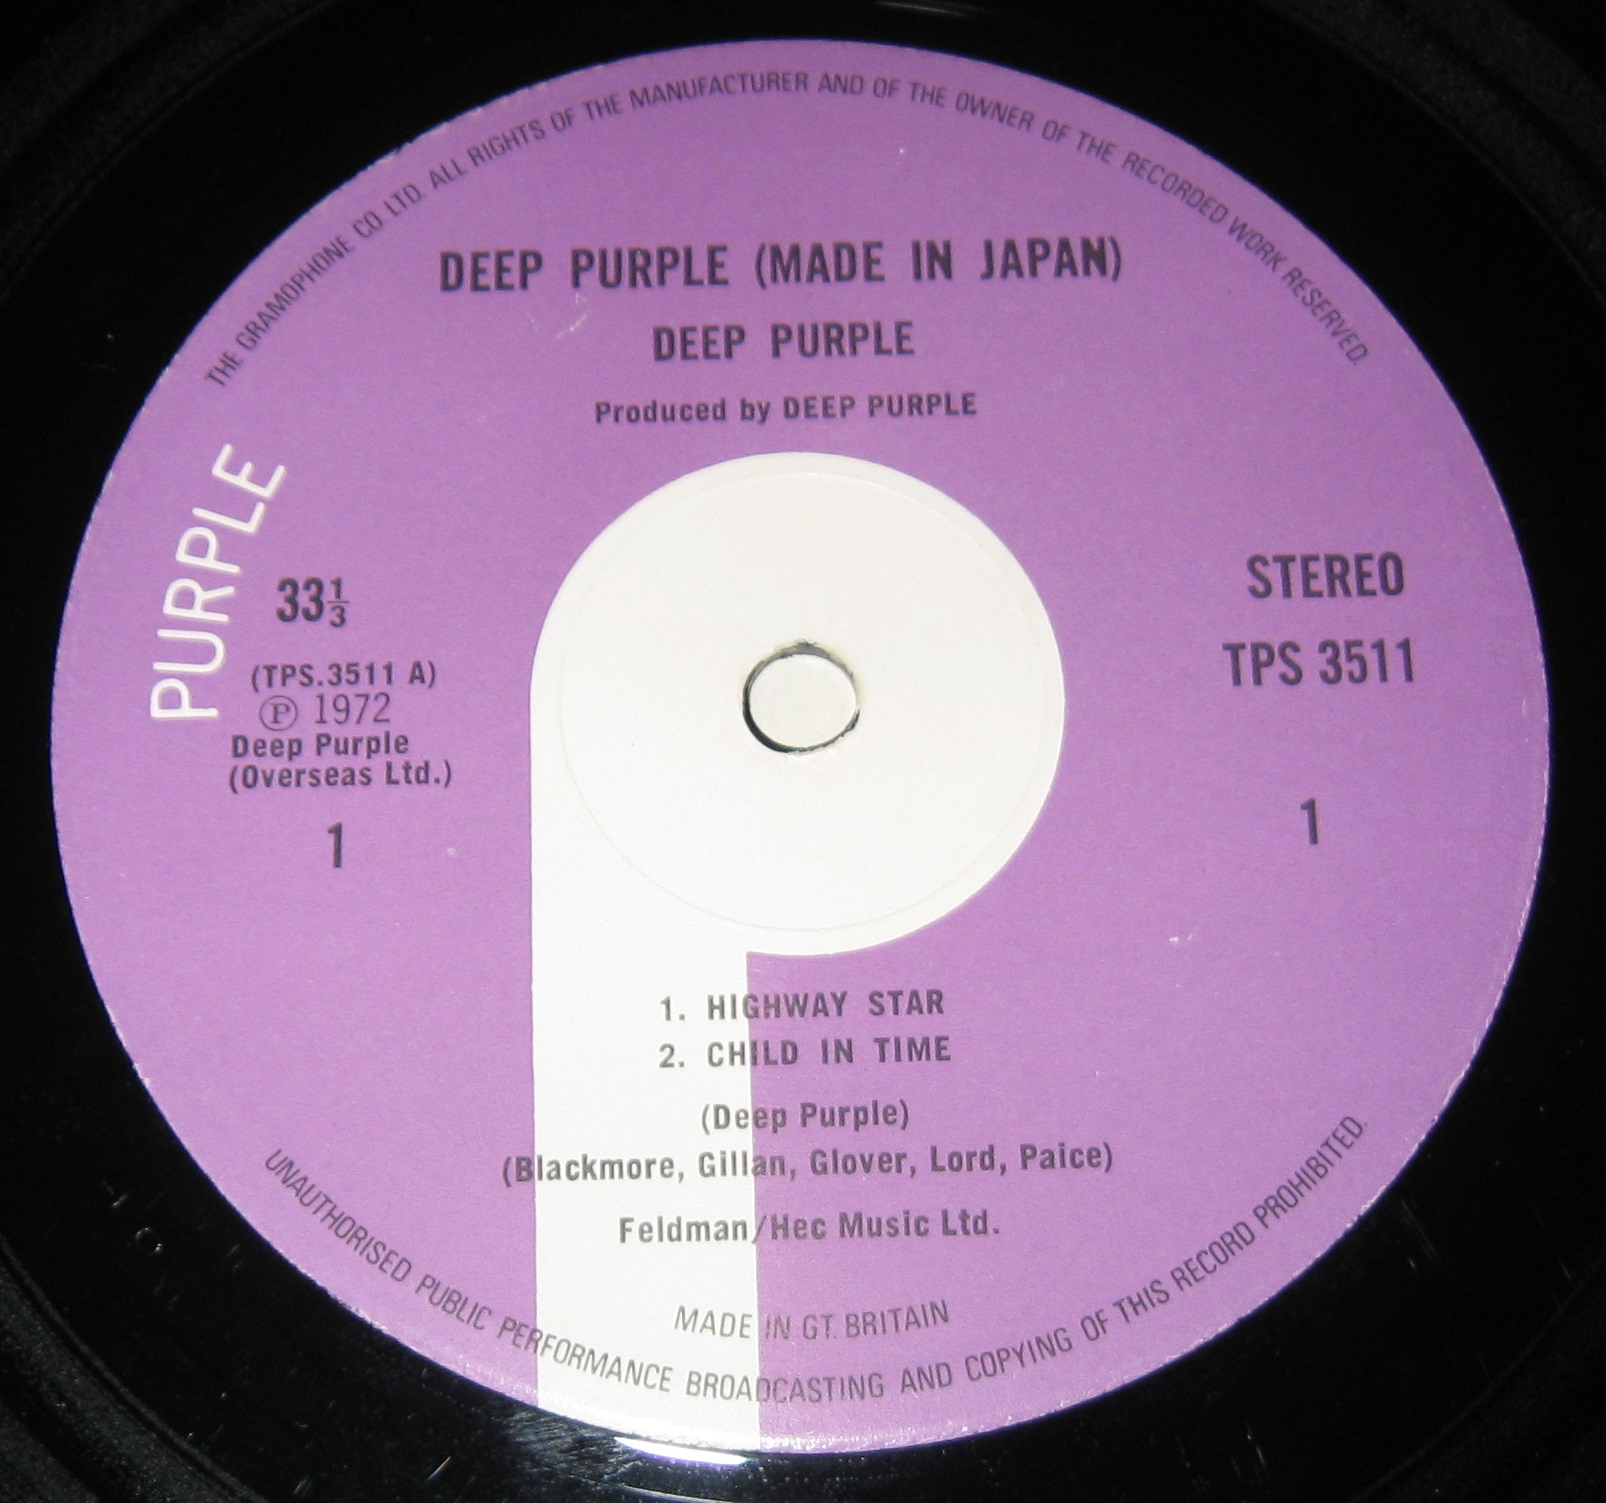 THE GRAMOPHONE CO LTD. ALL RIGHTS OF THE MANUFACTURER AND OF THE OWNER OF THE RECORDED WORK RESERVED.
DEEP PURPLE (MADE IN JAPAN)
DEEP PURPLE
Produced by DEEP PURPLE
PURPLE
33⅓
(TPS.3511 A)
℗ 1972
Deep Purple
(Overseas Ltd.)
1
STEREO
TPS 3511
1
1. HIGHWAY STAR
2. CHILD IN TIME
(Deep Purple)
(Blackmore, Gillan, Glover, Lord, Paice)
Feldman/Hec Music Ltd.
MADE IN GT. BRITAIN
UNAUTHORISED PUBLIC PERFORMANCE BROADCASTING AND COPYING OF THIS RECORD PROHIBITED.